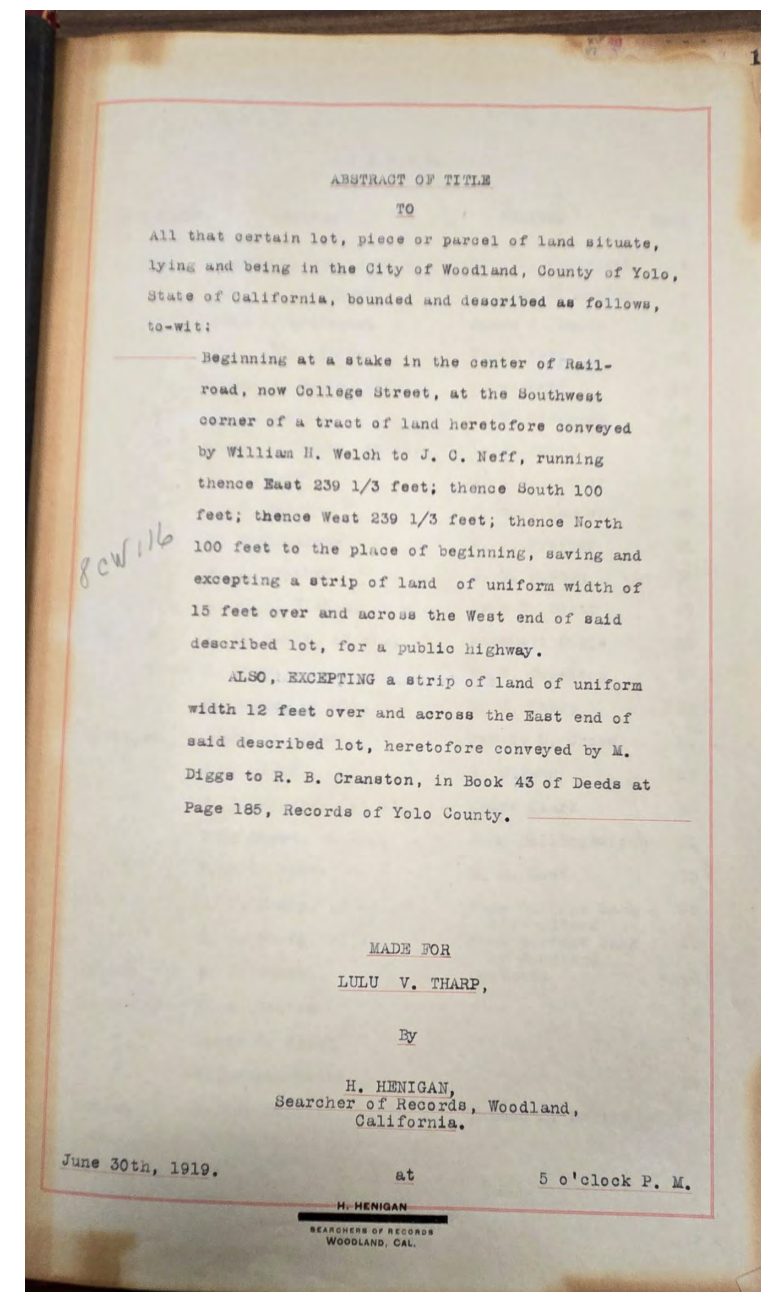 1
ABSTRACT OF TITLE
TO
All that certain lot, piece or parcel of land situate,
lying and being in the City of Woodland, County of Yolo,
State of California, bounded and described as follows,
to-wit:
Beginning at a stake in the center of Rail-
road, now College Street, at the Southwest
corner of a tract of land heretofore conveyed
by William H. Welch to J. C. Neff, running
thence East 239 1/3 feet; thence South 100
feet; thence West 239 1/3 feet; thence North
100 feet to the place of beginning, saving and
excepting a strip of land of uniform width of
15 feet over and across the West end of said
described lot, for a public highway.
8 CW 116
ALSO, EXCEPTING a strip of land of uniform
width 12 feet over and across the East end of
said described lot, heretofore conveyed by M.
Diggs to R. B. Cranston, in Book 43 of Deeds at
Page 185, Records of Yolo County.
MADE FOR
LULU V. THARP,
By
H. HENIGAN,
Searcher of Records, Woodland,
California.
June 30th, 1919. at 5 o'clock P. M.
H. HENIGAN
SEARCHERS OF RECORDS
WOODLAND, CAL.